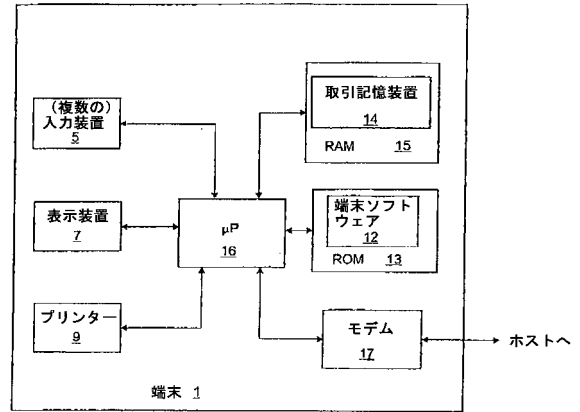 (複数の)
入力装置
5
表示装置
7
プリンター
9
μP
16
取引記憶装置
14
RAM 15
端末ソフト
ウェア
12
ROM 13
モデム
17
ホストへ
端末 1